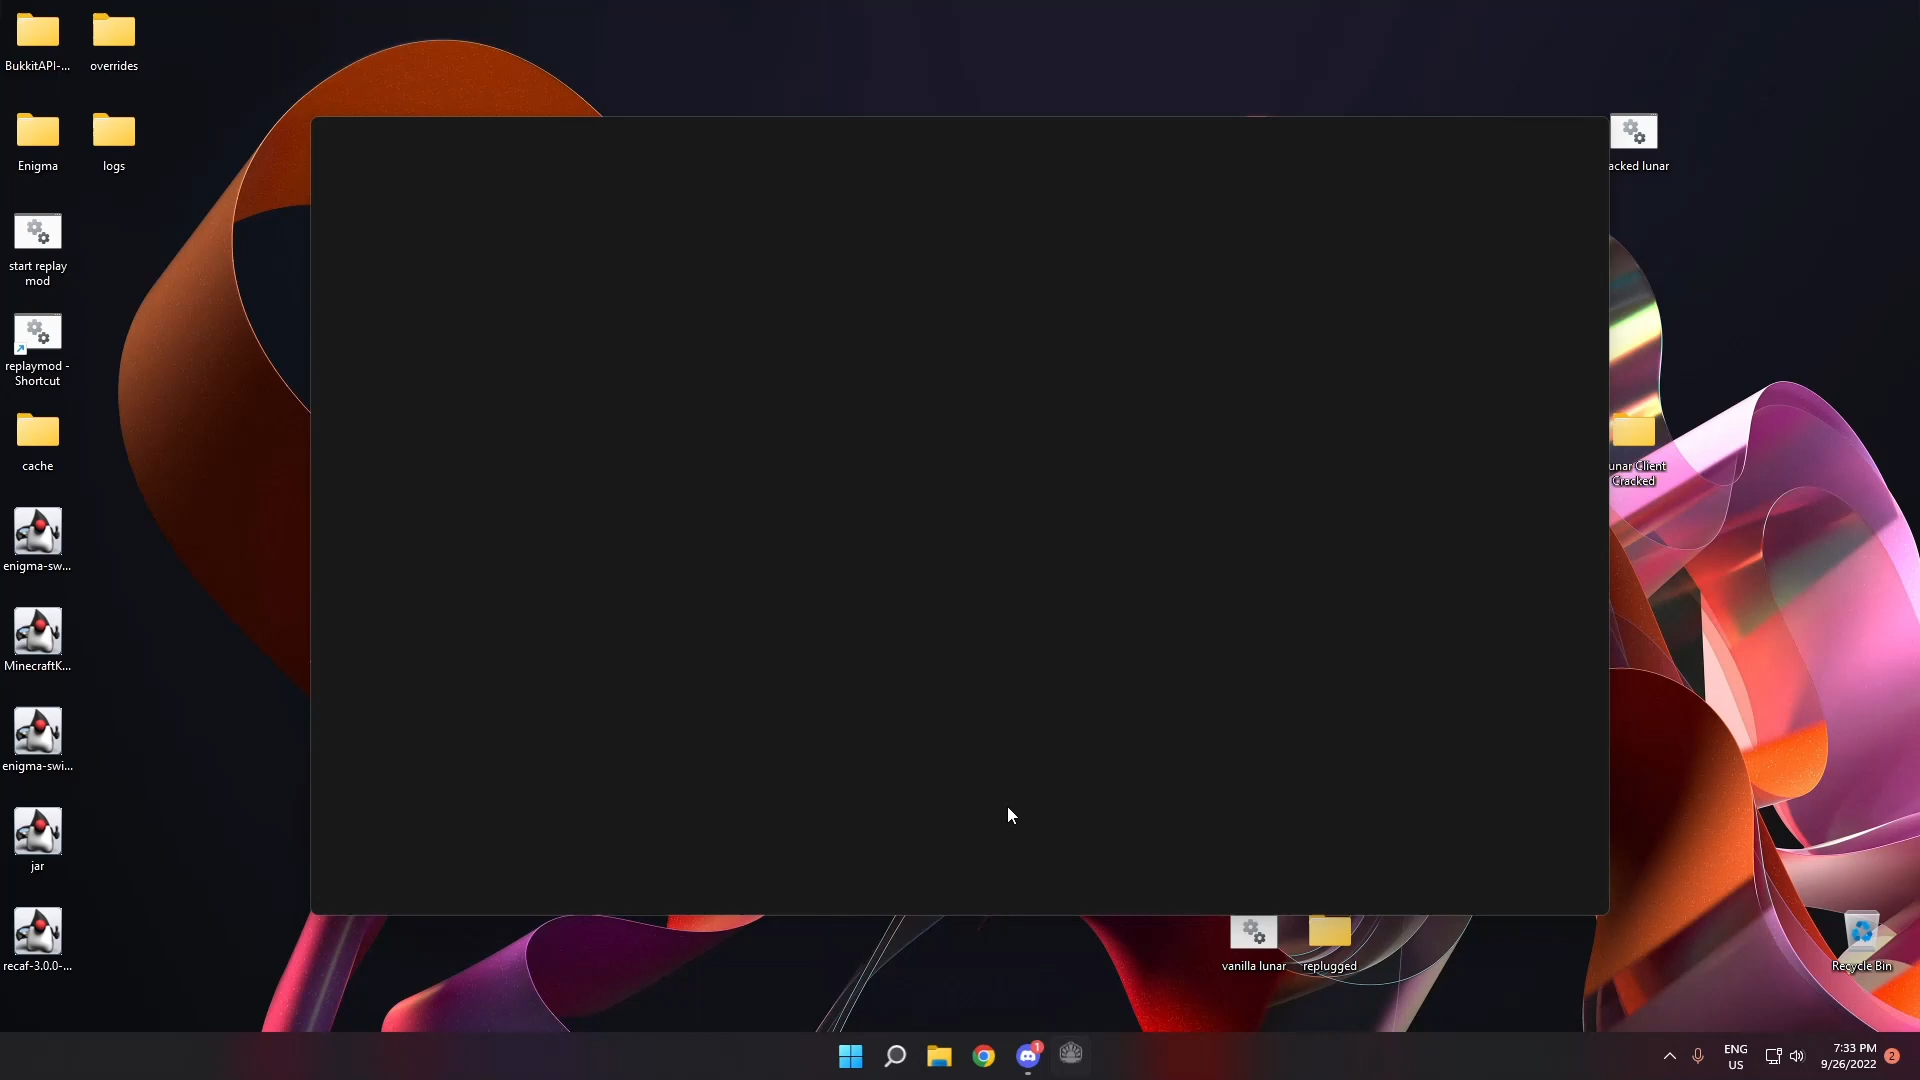 BukkitAPI-...
overrides
Enigma
logs
start replay
mod
replaymod -
Shortcut
cache
enigma-sw...
MinecraftK...
enigma-swi...
jar
recaf-3.0.0-...
acked lunar
unar Client
Cracked
vanilla lunar
replugged
Recycle Bin
1
ENG
US
7:33 PM
9/26/2022
2